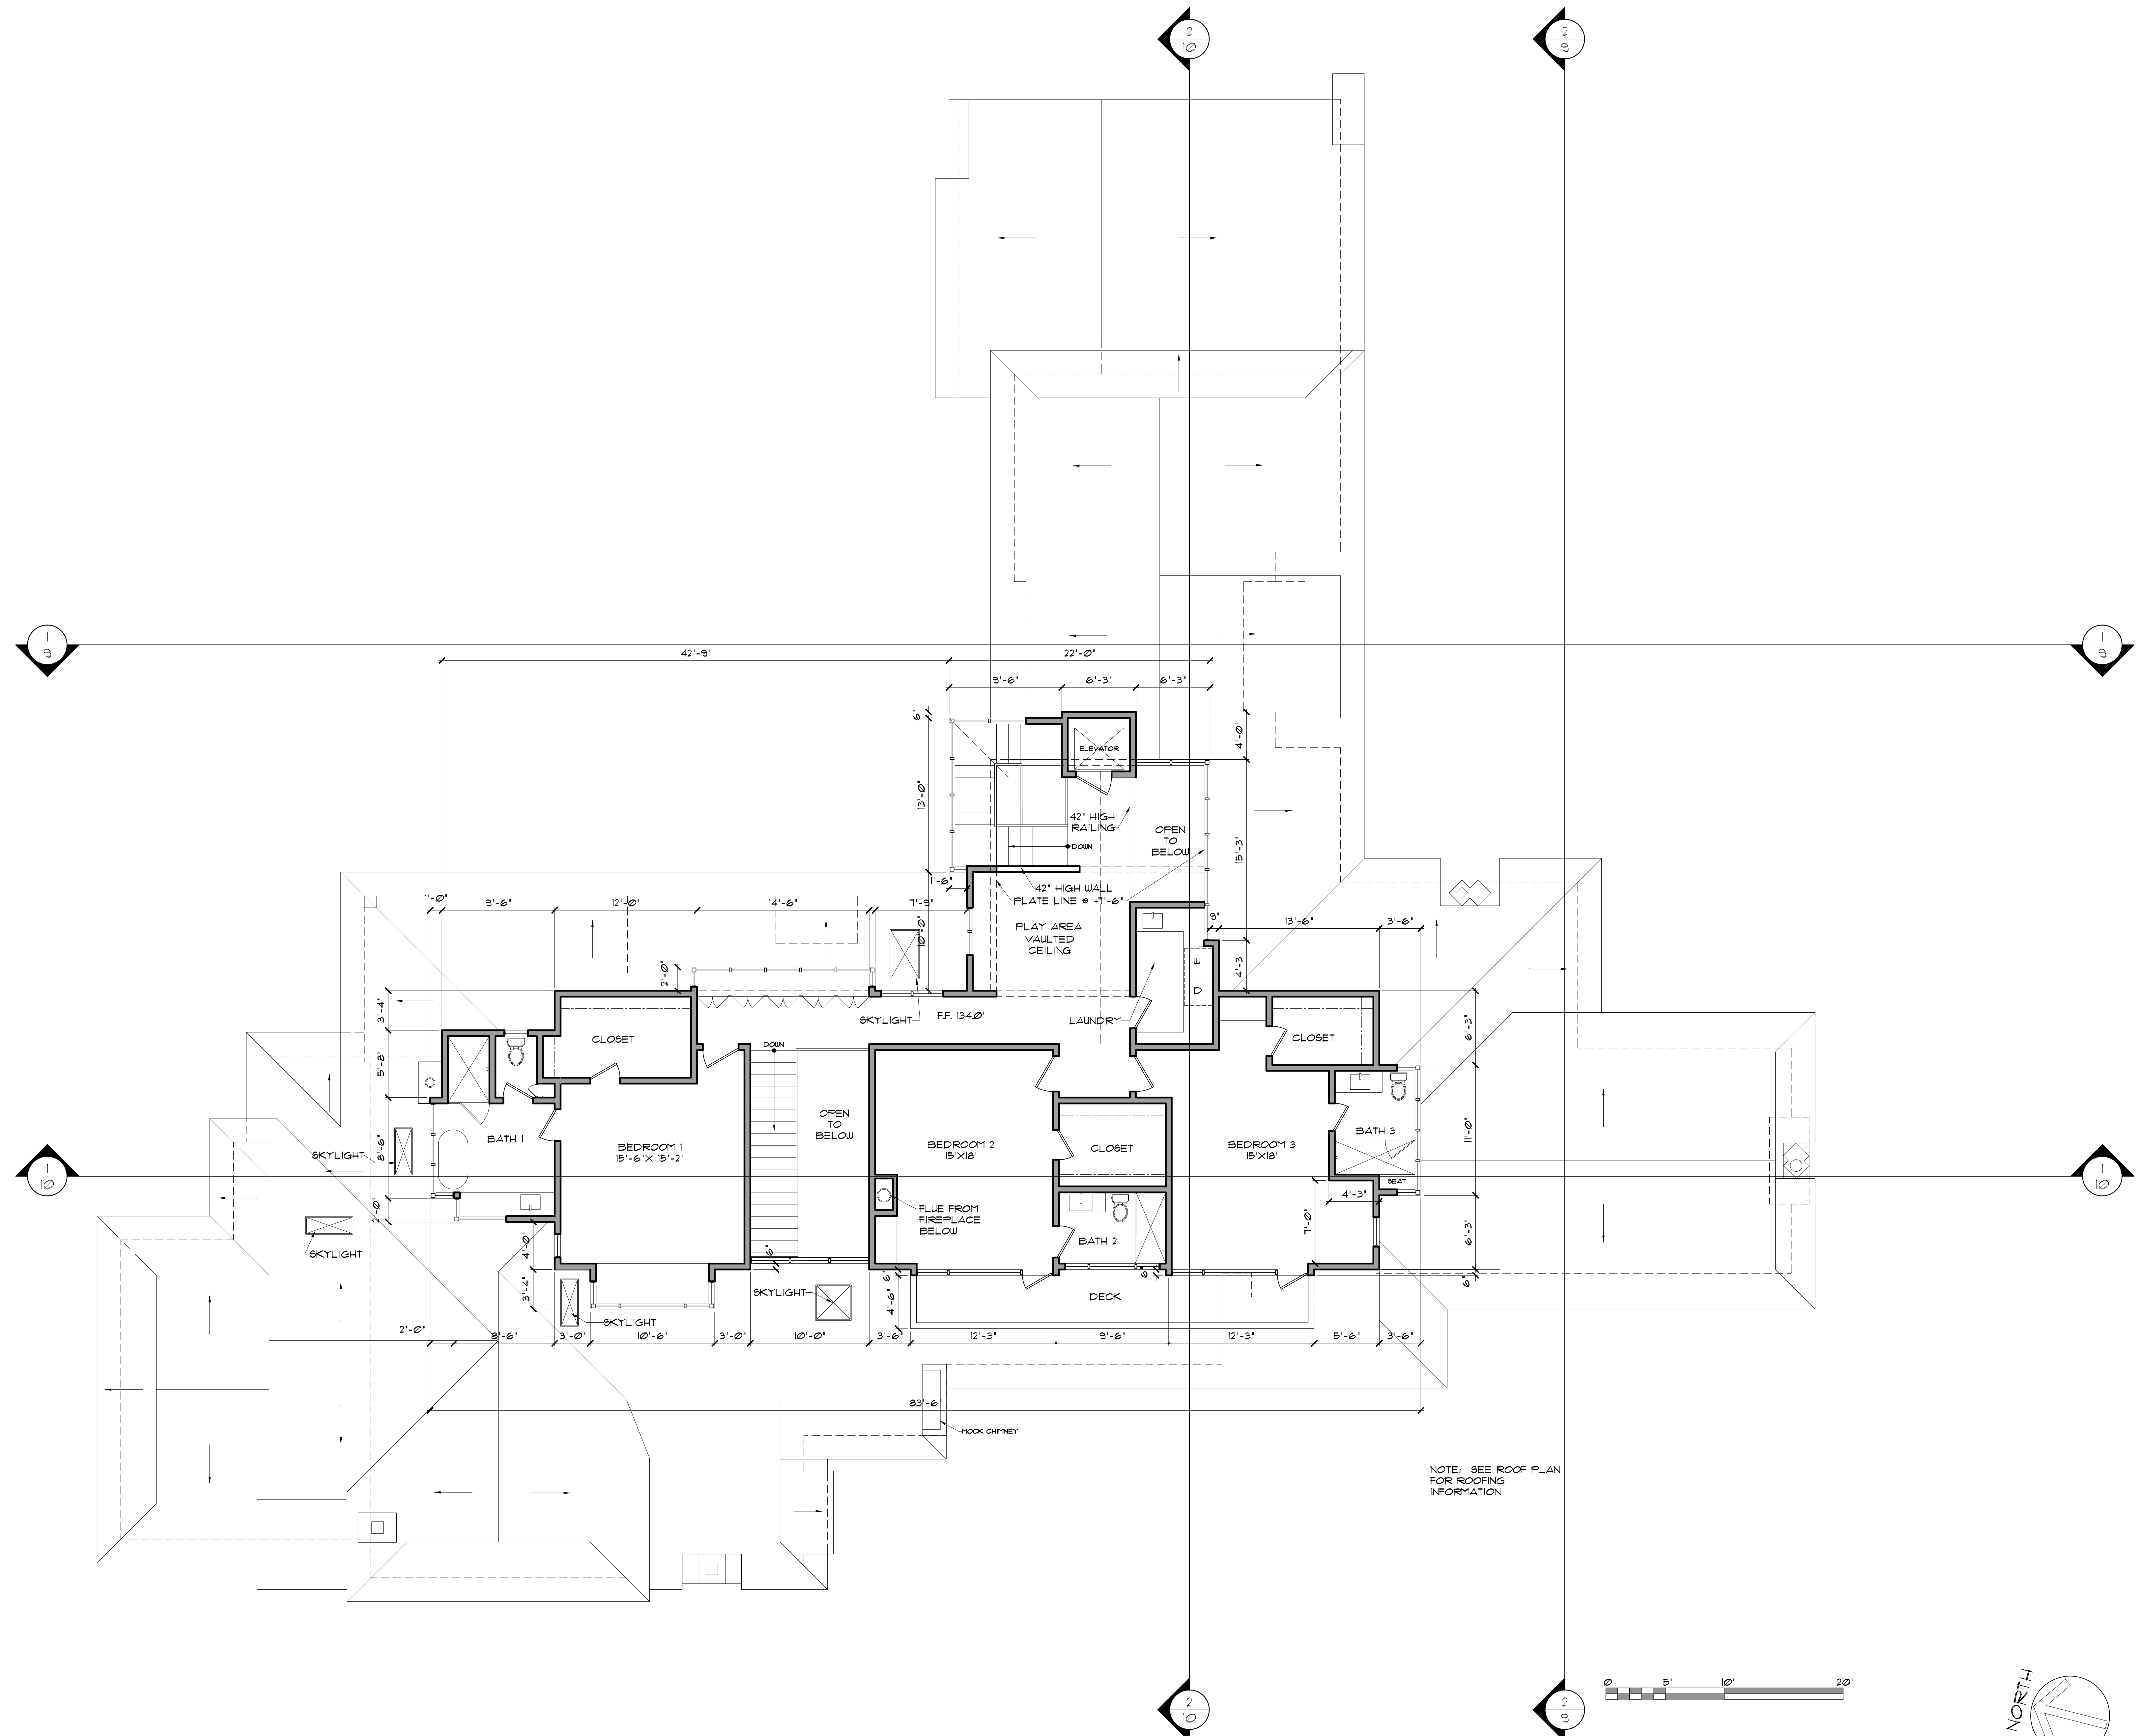 2
10
2
9
1
9
1
9
42'-9"
22'-0"
9'-6"
6'-3"
6'-3"
6"
ELEVATOR
4'-0"
13'-0"
42" HIGH
RAILING
OPEN
TO
BELOW
DOWN
15'-3"
1'-6"
42" HIGH WALL
PLATE LINE @ +7'-6"
1'-0"
9'-6"
12'-0"
14'-6"
7'-9"
10'-0"
PLAY AREA
VAULTED
CEILING
9"
13'-6"
3'-6"
4'-3"
W
D
2'-0"
3'-4"
SKYLIGHT
F.F. 134.0'
LAUNDRY
CLOSET
DOWN
CLOSET
6'-3"
5'-8"
OPEN
TO
BELOW
BATH 1
BEDROOM 1
15'-6"X 15'-2"
BEDROOM 2
15'X18'
CLOSET
BEDROOM 3
15'X18'
BATH 3
11'-0"
SKYLIGHT
8'-6"
1
10
1
10
SEAT
4'-3"
2'-0"
FLUE FROM
FIREPLACE
BELOW
7'-0"
SKYLIGHT
4'-0"
6"
BATH 2
6'-3"
3'-4"
6"
6"
6"
SKYLIGHT
4'-6"
DECK
SKYLIGHT
2'-0"
8'-6"
3'-0"
10'-6"
3'-0"
10'-0"
3'-6"
12'-3"
9'-6"
12'-3"
5'-6"
3'-6"
83'-6"
MOCK CHIMNEY
NOTE: SEE ROOF PLAN
FOR ROOFING
INFORMATION
0
5'
10'
20'
NORTH
2
10
2
9